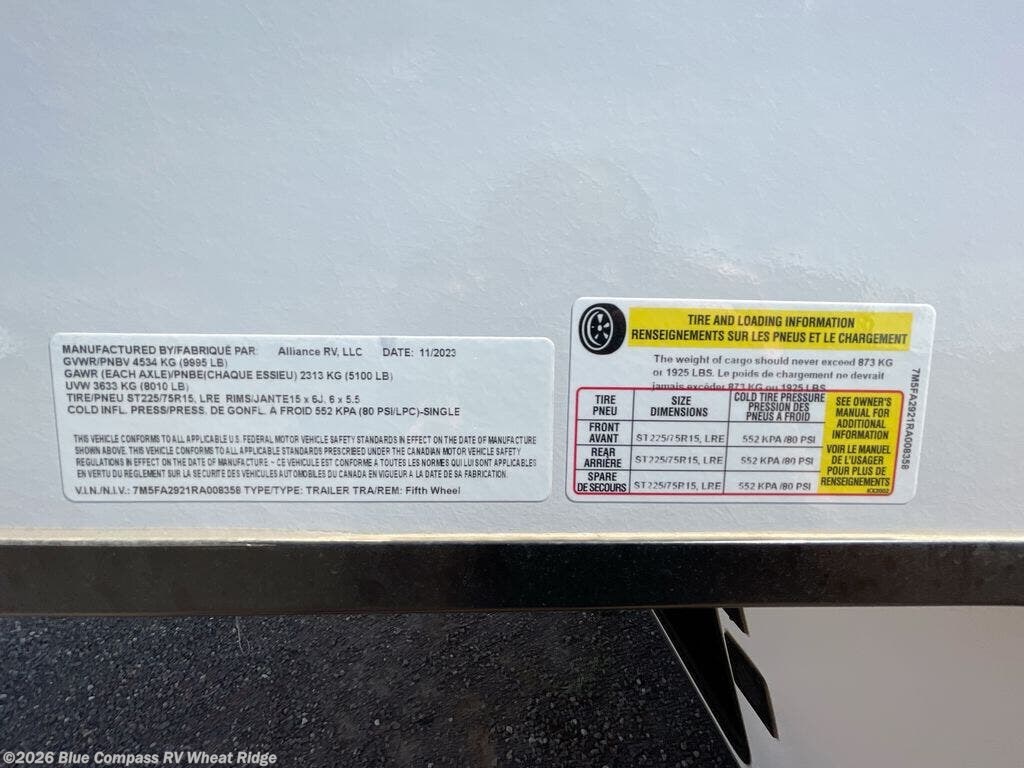 MANUFACTURED BY/FABRIQUÉ PAR: Alliance RV, LLC DATE: 11/2023
GVWR/PNBV 4534 KG (9995 LB)
GAWR (EACH AXLE)/PNBE(CHAQUE ESSIEU) 2313 KG (5100 LB)
UVW 3633 KG (8010 LB)
TIRE/PNEU ST225/75R15, LRE RIMS/JANTE15 x 6J, 6 x 5.5
COLD INFL. PRESS/PRESS. DE GONFL. A FROID 552 KPA (80 PSI/LPC)-SINGLE
THIS VEHICLE CONFORMS TO ALL APPLICABLE U.S. FEDERAL MOTOR VEHICLE SAFETY STANDARDS IN EFFECT ON THE DATE OF MANUFACTURE
SHOWN ABOVE. THIS VEHICLE CONFORMS TO ALL APPLICABLE STANDARDS PRESCRIBED UNDER THE CANADIAN MOTOR VEHICLE SAFETY
REGULATIONS IN EFFECT ON THE DATE OF MANUFACTURE ~ CE VEHICULE EST CONFORME A TOUTES LES NORMES QUI LUI SONT APPLICABLES
EN VERTU DU REGLEMENT SUR LA SECURITE DES VEHICULES AUTOMOBILES DU CANADA EN VIGUEUR A LA DATE DE SA FABRICATION.
V.I.N./N.I.V.: 7M5FA2921RA008358 TYPE/TYPE: TRAILER TRA/REM: Fifth Wheel
TIRE AND LOADING INFORMATION
RENSEIGNEMENTS SUR LES PNEUS ET LE CHARGEMENT
The weight of cargo should never exceed 873 KG
or 1925 LBS. Le poids de chargement ne devrait
jamais excéder 873 KG ou 1925 LBS
TIRE
PNEU
SIZE
DIMENSIONS
COLD TIRE PRESSURE
PRESSION DES
PNEUS A FROID
FRONT
AVANT
ST225/75R15, LRE
552 KPA /80 PSI
REAR
ARRIÈRE
ST225/75R15, LRE
552 KPA /80 PSI
SPARE
DE SECOURS
ST225/75R15, LRE
552 KPA /80 PSI
SEE OWNER'S
MANUAL FOR
ADDITIONAL
INFORMATION
VOIR LE MANUEL
DE L'USAGER
POUR PLUS DE
RENSEIGNEMENTS
7M5FA2921RA008358
©2026 Blue Compass RV Wheat Ridge